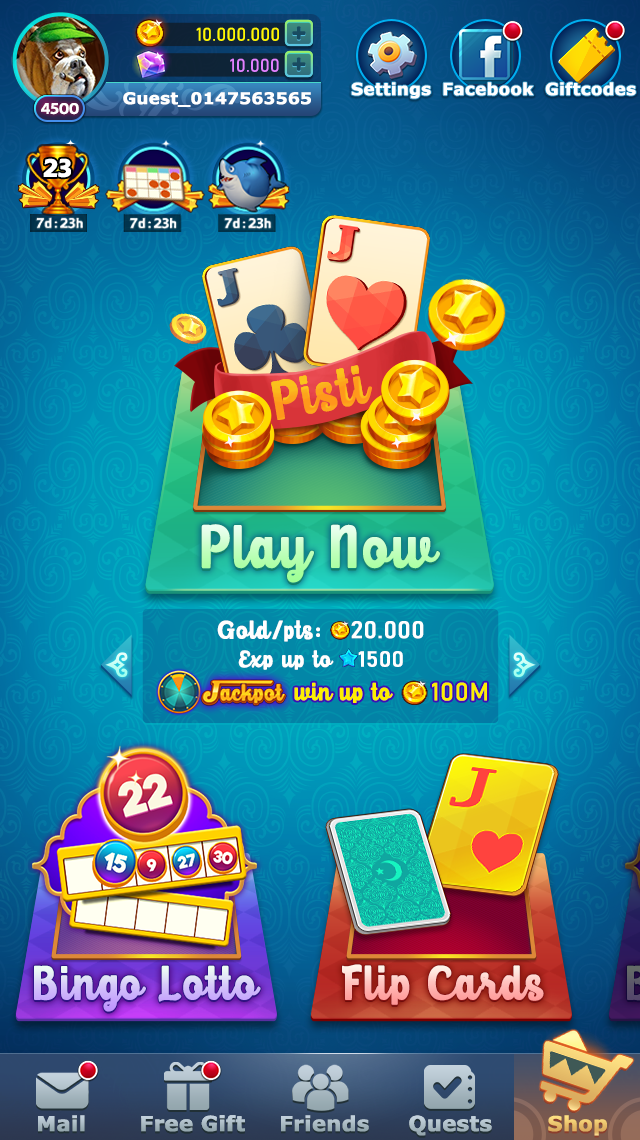 10.000.000
10.000
Guest_0147563565
4500
Settings
Facebook
Giftcodes
23
7d:23h
7d:23h
7d:23h
J
J
Pisti
Play Now
Gold/pts: 20.000
Exp up to 1500
Jackpot win up to 100M
22
15 9 27 30
Bingo Lotto
J
Flip Cards
B
Mail
Free Gift
Friends
Quests
Shop